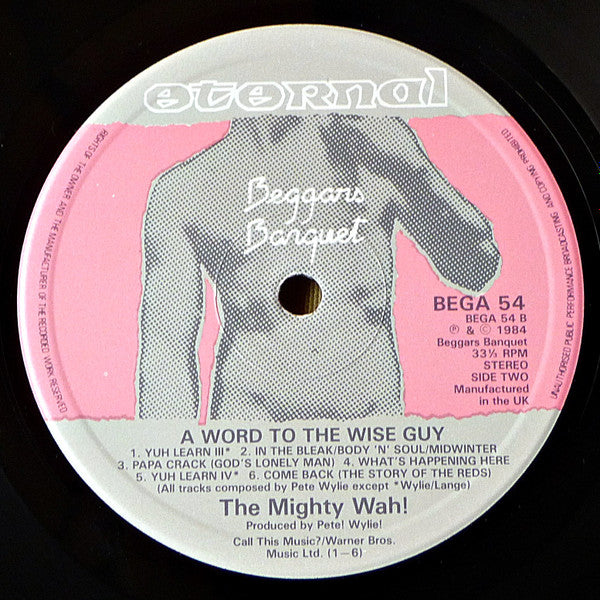 eternal
Beggars
Banquet
BEGA 54
BEGA 54 B
℗ & © 1984
Beggars Banquet
33⅓ RPM
STEREO
SIDE TWO
Manufactured
in the UK
A WORD TO THE WISE GUY
1. YUH LEARN III* 2. IN THE BLEAK/BODY 'N' SOUL/MIDWINTER
3. PAPA CRACK (GOD'S LONELY MAN) 4. WHAT'S HAPPENING HERE
5. YUH LEARN IV* 6. COME BACK (THE STORY OF THE REDS)
(All tracks composed by Pete Wylie except *Wylie/Lange)
The Mighty Wah!
Produced by Pete! Wylie!
Call This Music?/Warner Bros.
Music Ltd. (1—6)
RIGHTS OF THE OWNER AND THE MANUFACTURER OF THE RECORDED WORK RESERVED
UNAUTHORISED PUBLIC PERFORMANCE BROADCASTING AND COPYING PROHIBITED